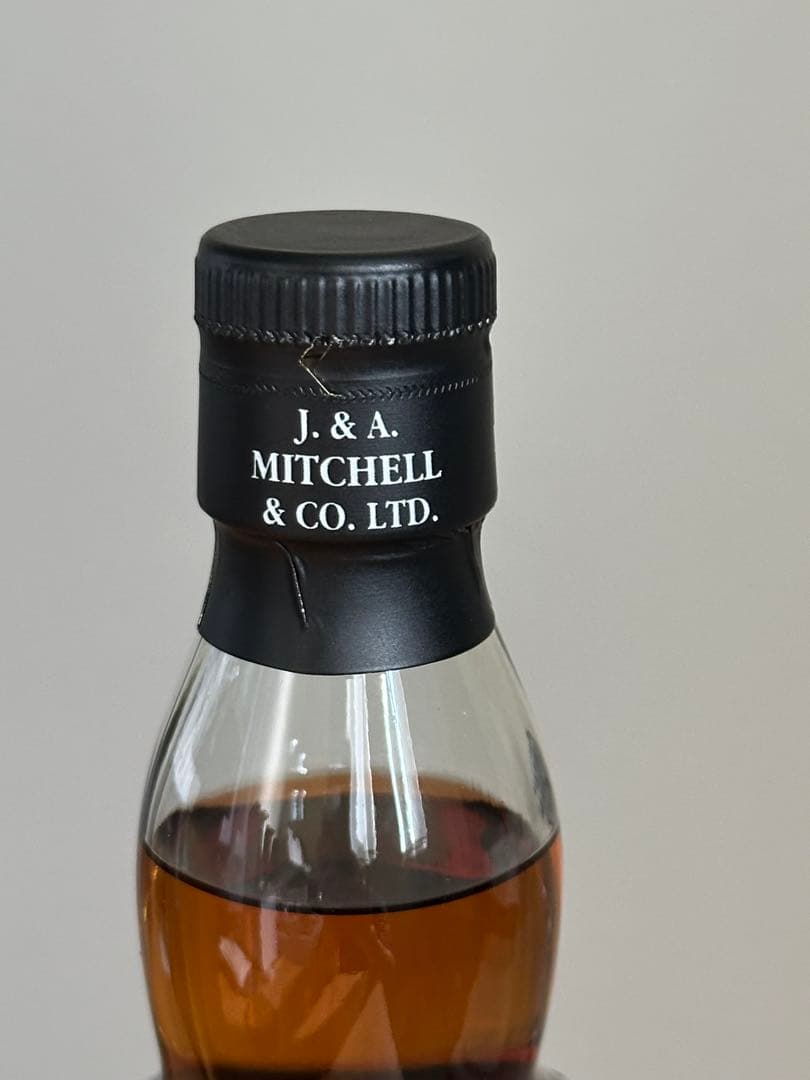 J. & A.
MITCHELL
& CO. LTD.